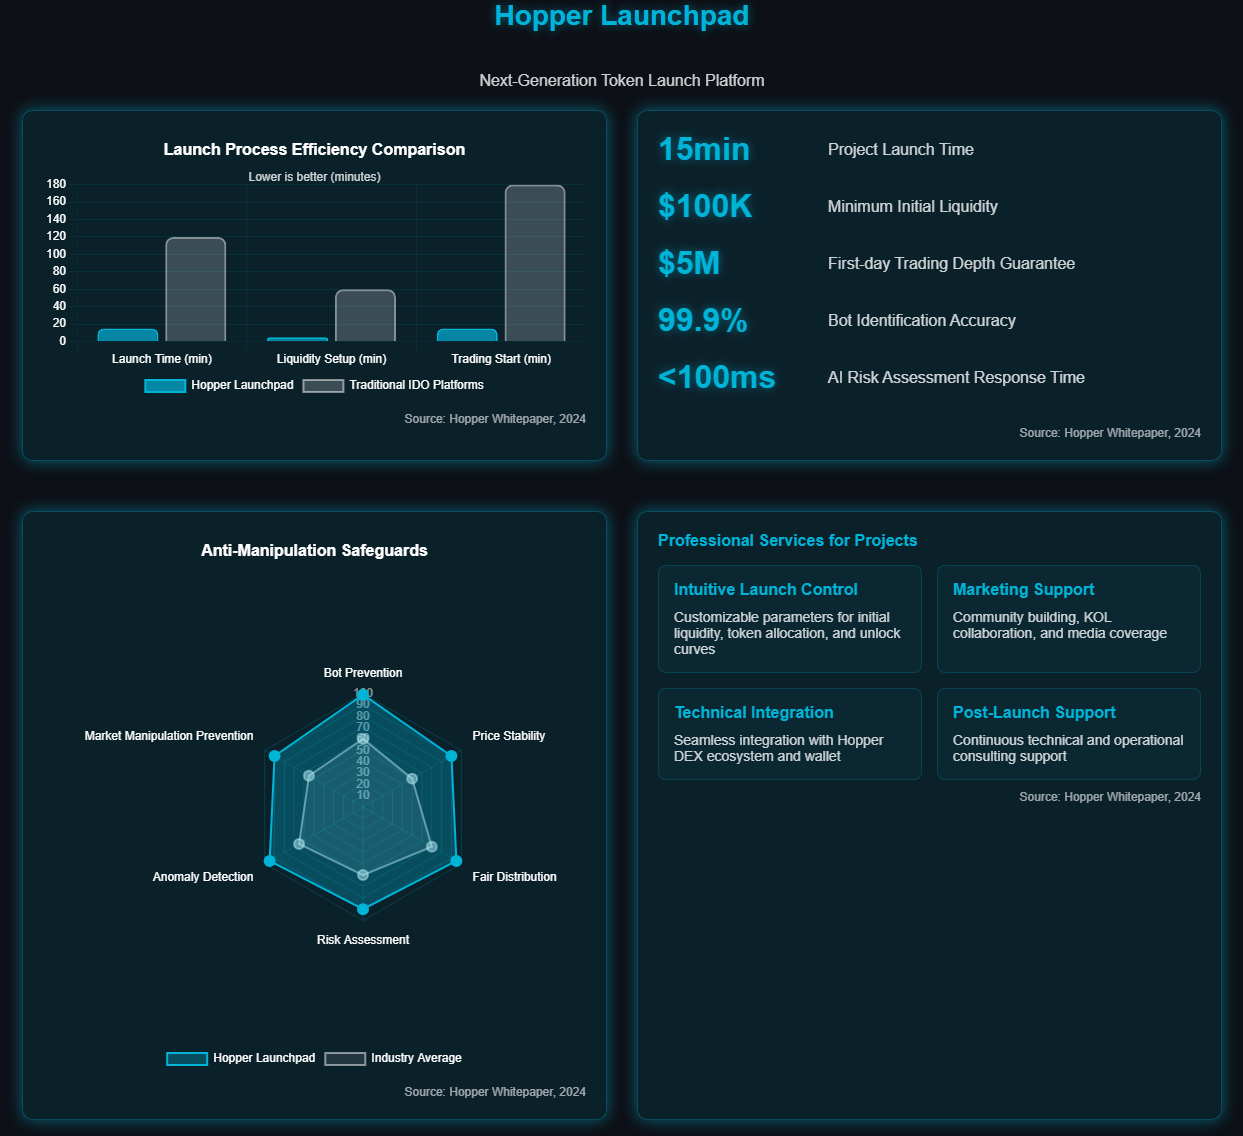 Hopper Launchpad
Next-Generation Token Launch Platform
Launch Process Efficiency Comparison
Lower is better (minutes)
180
160
140
120
100
80
60
40
20
0
Launch Time (min)
Liquidity Setup (min)
Trading Start (min)
Hopper Launchpad
Traditional IDO Platforms
Source: Hopper Whitepaper, 2024
15min
Project Launch Time
$100K
Minimum Initial Liquidity
$5M
First-day Trading Depth Guarantee
99.9%
Bot Identification Accuracy
<100ms
AI Risk Assessment Response Time
Source: Hopper Whitepaper, 2024
Anti-Manipulation Safeguards
Bot Prevention
100
90
80
70
60
50
40
30
20
10
Market Manipulation Prevention
Price Stability
Anomaly Detection
Fair Distribution
Risk Assessment
Hopper Launchpad
Industry Average
Source: Hopper Whitepaper, 2024
Professional Services for Projects
Intuitive Launch Control
Customizable parameters for initial
liquidity, token allocation, and unlock
curves
Marketing Support
Community building, KOL
collaboration, and media coverage
Technical Integration
Seamless integration with Hopper
DEX ecosystem and wallet
Post-Launch Support
Continuous technical and operational
consulting support
Source: Hopper Whitepaper, 2024